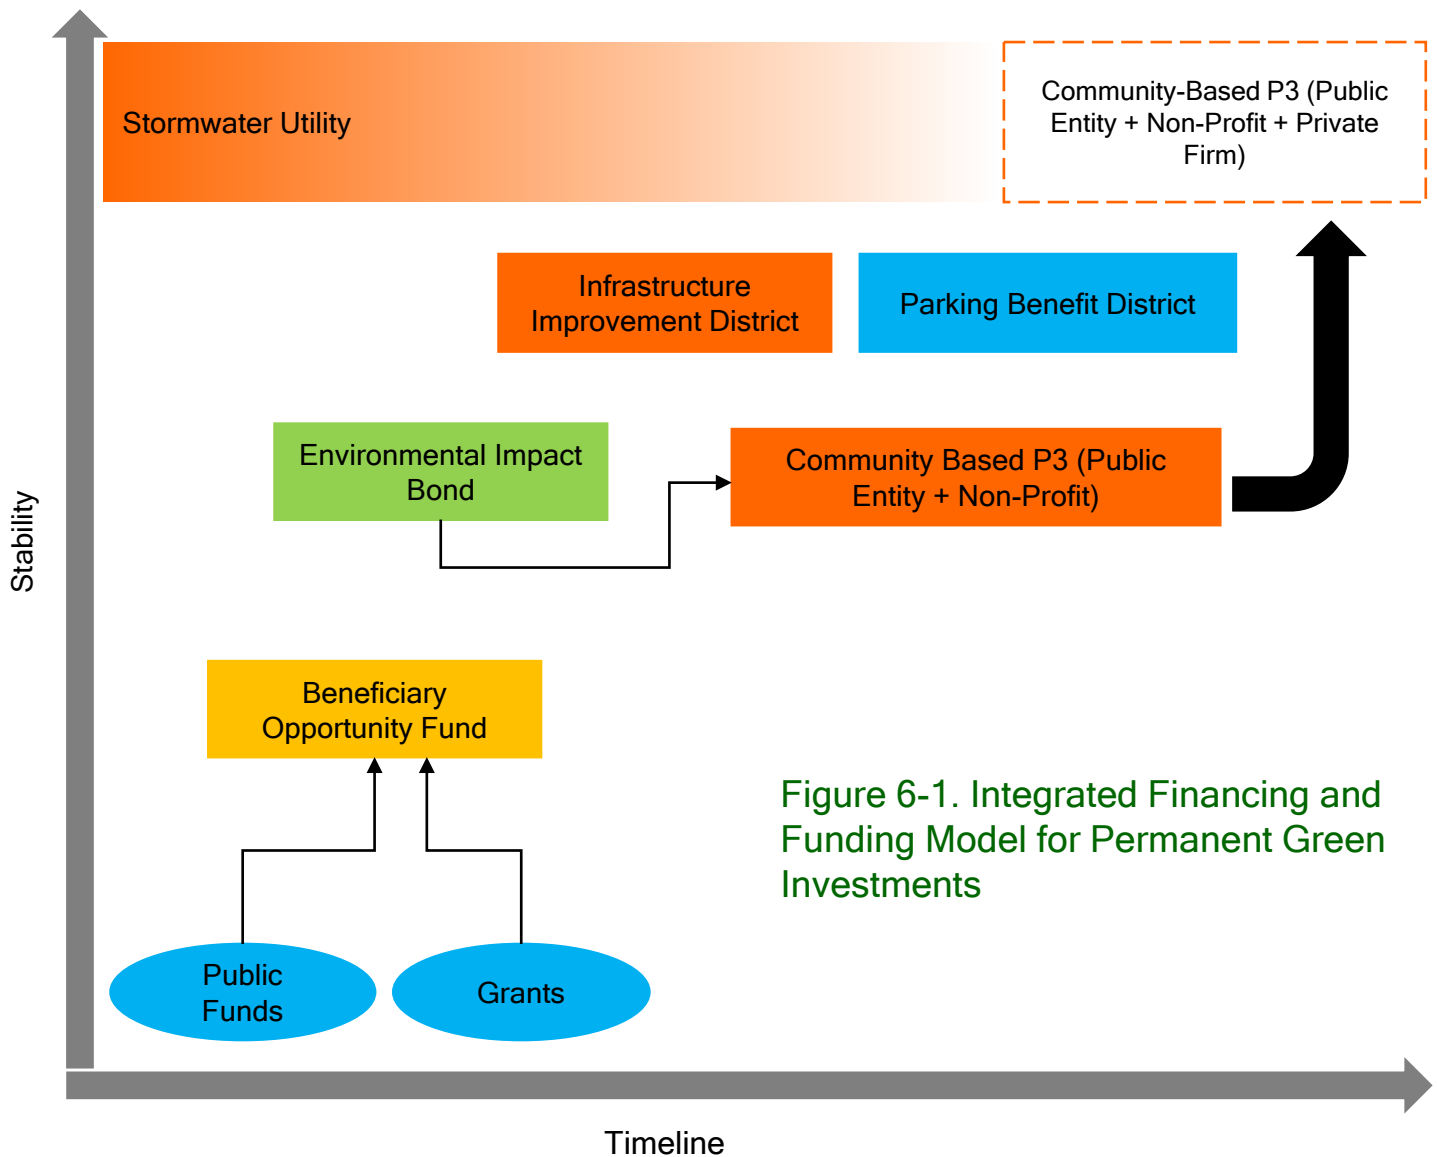 Stormwater Utility
Community-Based P3 (Public
Entity + Non-Profit + Private
Firm)
Infrastructure
Improvement District
Parking Benefit District
Environmental Impact
Bond
Community Based P3 (Public
Entity + Non-Profit)
Stability
Beneficiary
Opportunity Fund
Figure 6-1. Integrated Financing and
Funding Model for Permanent Green
Investments
Public
Funds
Grants
Timeline